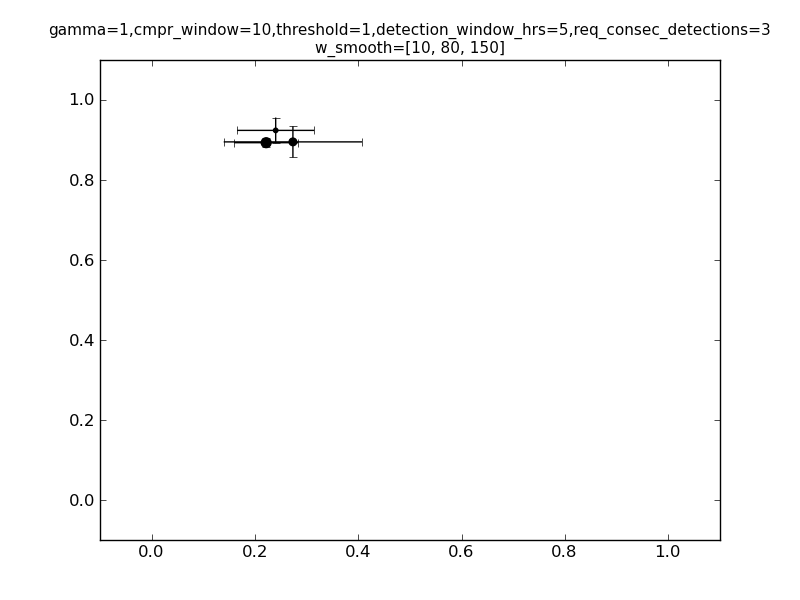 gamma=1,cmpr_window=10,threshold=1,detection_window_hrs=5,req_consec_detections=3
w_smooth=[10, 80, 150]
1.0
0.8
0.6
0.4
0.2
0.0
0.0 0.2 0.4 0.6 0.8 1.0